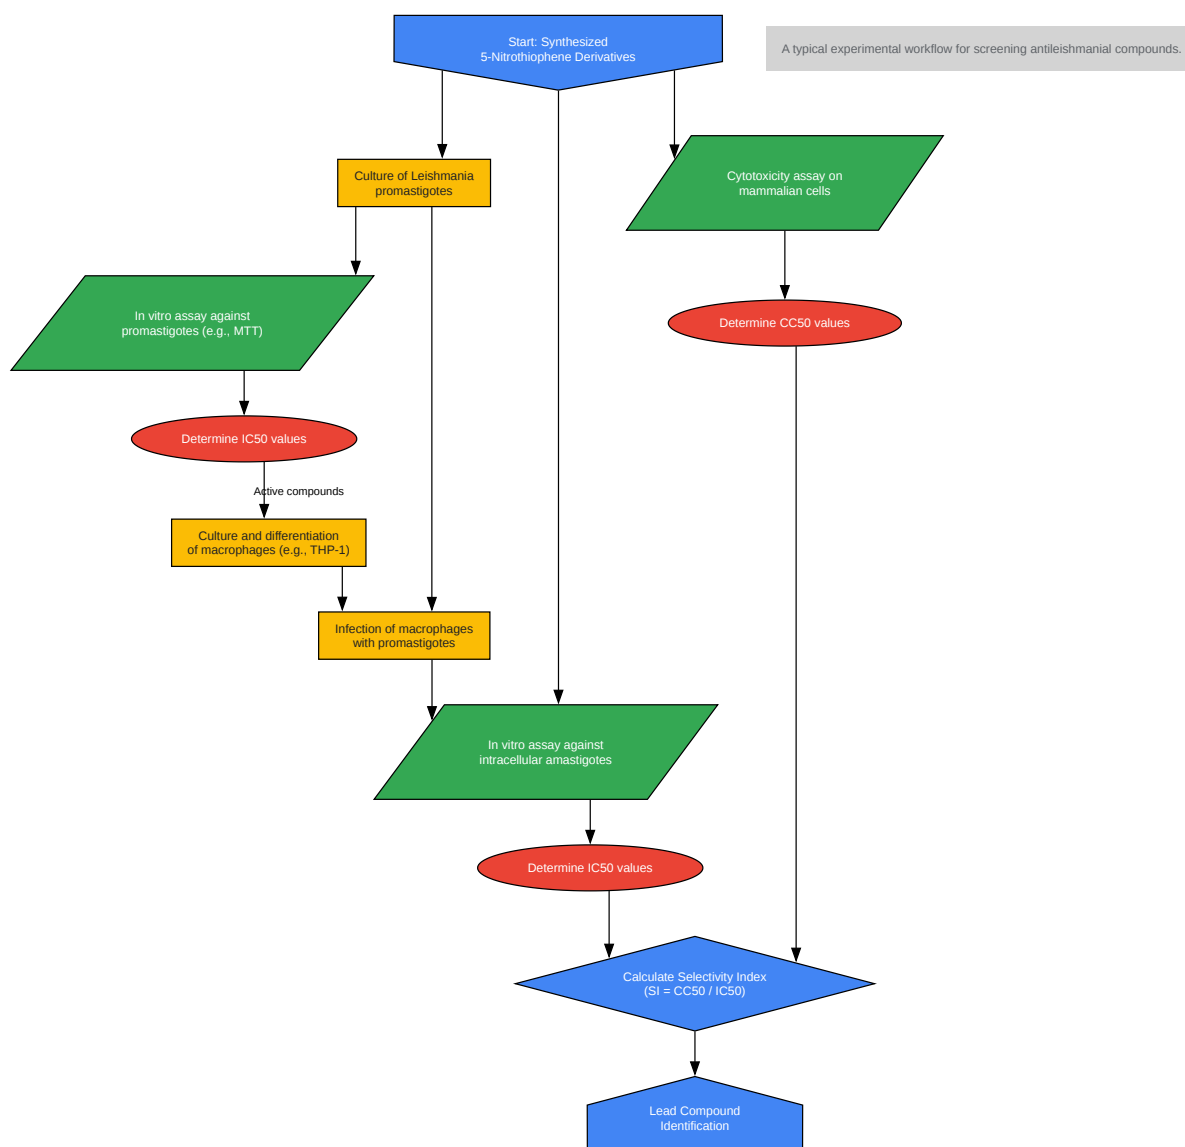 Start: Synthesized
5-Nitrothiophene Derivatives
A typical experimental workflow for screening antileishmanial compounds.
Culture of Leishmania
promastigotes
Cytotoxicity assay on
mammalian cells
In vitro assay against
promastigotes (e.g., MTT)
Determine CC50 values
Determine IC50 values
Active compounds
Culture and differentiation
of macrophages (e.g., THP-1)
Infection of macrophages
with promastigotes
In vitro assay against
intracellular amastigotes
Determine IC50 values
Calculate Selectivity Index
(SI = CC50 / IC50)
Lead Compound
Identification